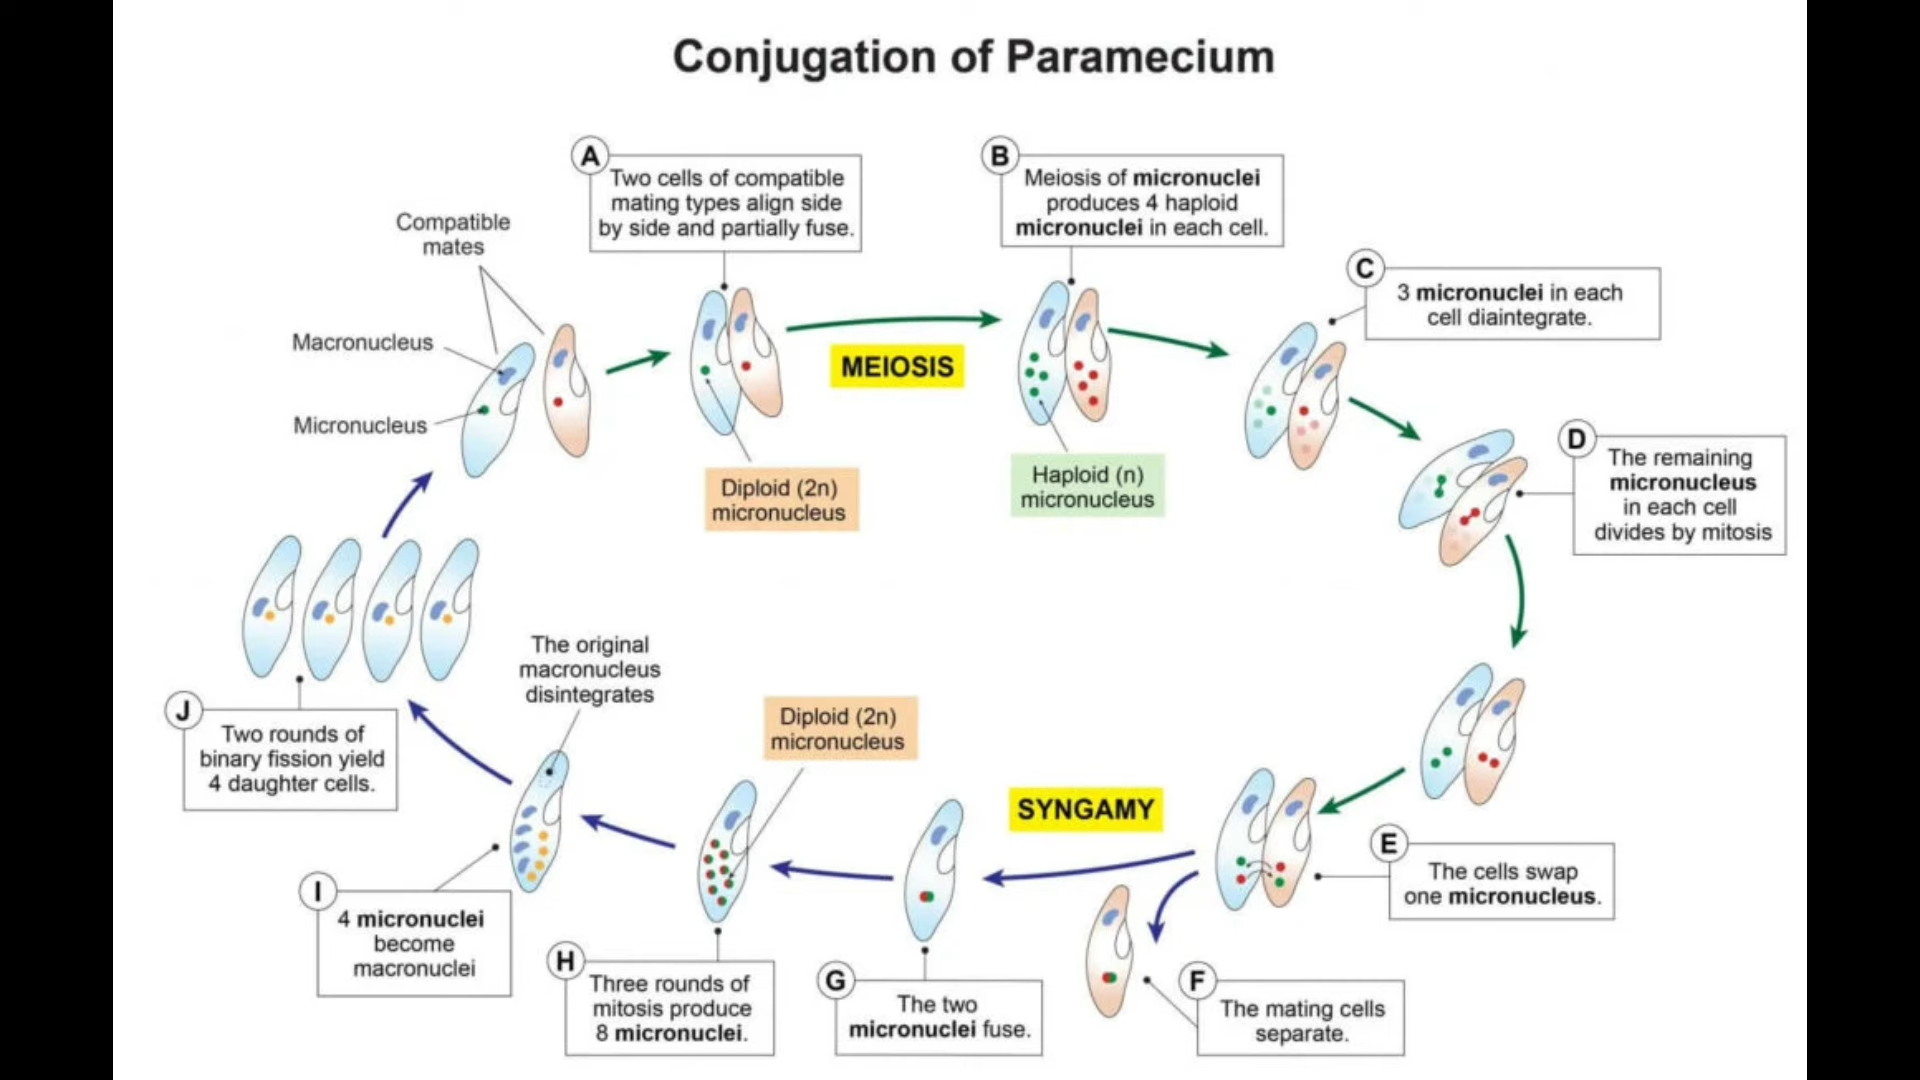 Conjugation of Paramecium
A
Two cells of compatible
mating types align side
by side and partially fuse.
B
Meiosis of micronuclei
produces 4 haploid
micronuclei in each cell.
Compatible
mates
C
3 micronuclei in each
cell diaintegrate.
Macronucleus
MEIOSIS
Micronucleus
D
The remaining
micronucleus
in each cell
divides by mitosis
Diploid (2n)
micronucleus
Haploid (n)
micronucleus
The original
macronucleus
disintegrates
J
Two rounds of
binary fission yield
4 daughter cells.
Diploid (2n)
micronucleus
SYNGAMY
E
The cells swap
one micronucleus.
I
4 micronuclei
become
macronuclei
H
Three rounds of
mitosis produce
8 micronuclei.
G
The two
micronuclei fuse.
F
The mating cells
separate.